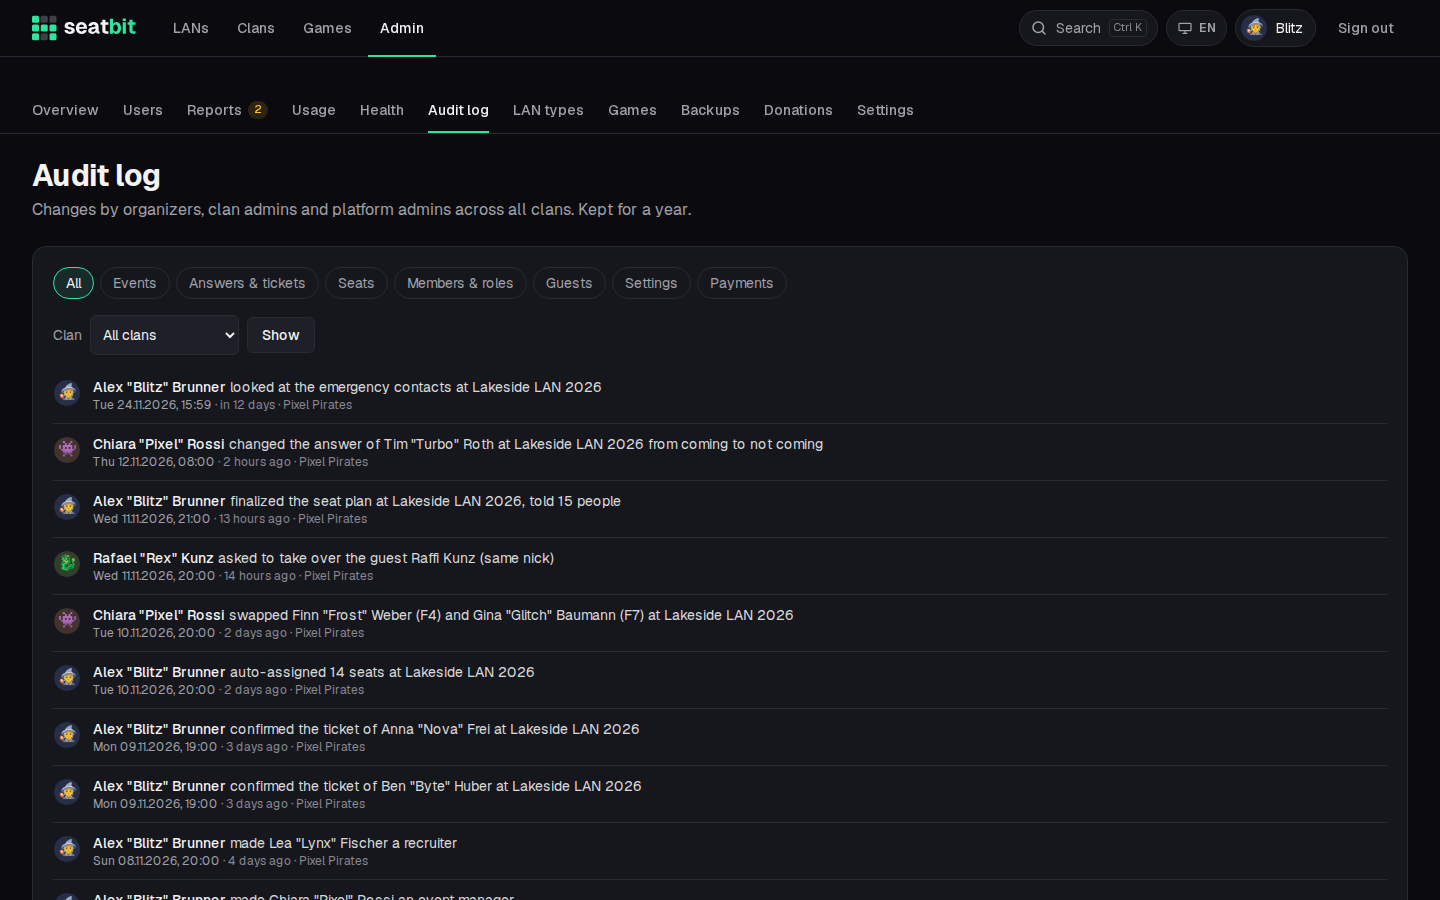 seatbit LANs Clans Games Admin Search Ctrl K EN Blitz Sign out
Overview Users Reports 2 Usage Health Audit log LAN types Games Backups Donations Settings
Audit log
Changes by organizers, clan admins and platform admins across all clans. Kept for a year.
All Events Answers & tickets Seats Members & roles Guests Settings Payments
Clan All clans Show
Alex "Blitz" Brunner looked at the emergency contacts at Lakeside LAN 2026
Tue 24.11.2026, 15:59 · in 12 days · Pixel Pirates
Chiara "Pixel" Rossi changed the answer of Tim "Turbo" Roth at Lakeside LAN 2026 from coming to not coming
Thu 12.11.2026, 08:00 · 2 hours ago · Pixel Pirates
Alex "Blitz" Brunner finalized the seat plan at Lakeside LAN 2026, told 15 people
Wed 11.11.2026, 21:00 · 13 hours ago · Pixel Pirates
Rafael "Rex" Kunz asked to take over the guest Raffi Kunz (same nick)
Wed 11.11.2026, 20:00 · 14 hours ago · Pixel Pirates
Chiara "Pixel" Rossi swapped Finn "Frost" Weber (F4) and Gina "Glitch" Baumann (F7) at Lakeside LAN 2026
Tue 10.11.2026, 20:00 · 2 days ago · Pixel Pirates
Alex "Blitz" Brunner auto-assigned 14 seats at Lakeside LAN 2026
Tue 10.11.2026, 20:00 · 2 days ago · Pixel Pirates
Alex "Blitz" Brunner confirmed the ticket of Anna "Nova" Frei at Lakeside LAN 2026
Mon 09.11.2026, 19:00 · 3 days ago · Pixel Pirates
Alex "Blitz" Brunner confirmed the ticket of Ben "Byte" Huber at Lakeside LAN 2026
Mon 09.11.2026, 19:00 · 3 days ago · Pixel Pirates
Alex "Blitz" Brunner made Lea "Lynx" Fischer a recruiter
Sun 08.11.2026, 20:00 · 4 days ago · Pixel Pirates
Alex "Blitz" Brunner made Chiara "Pixel" Rossi an event manager